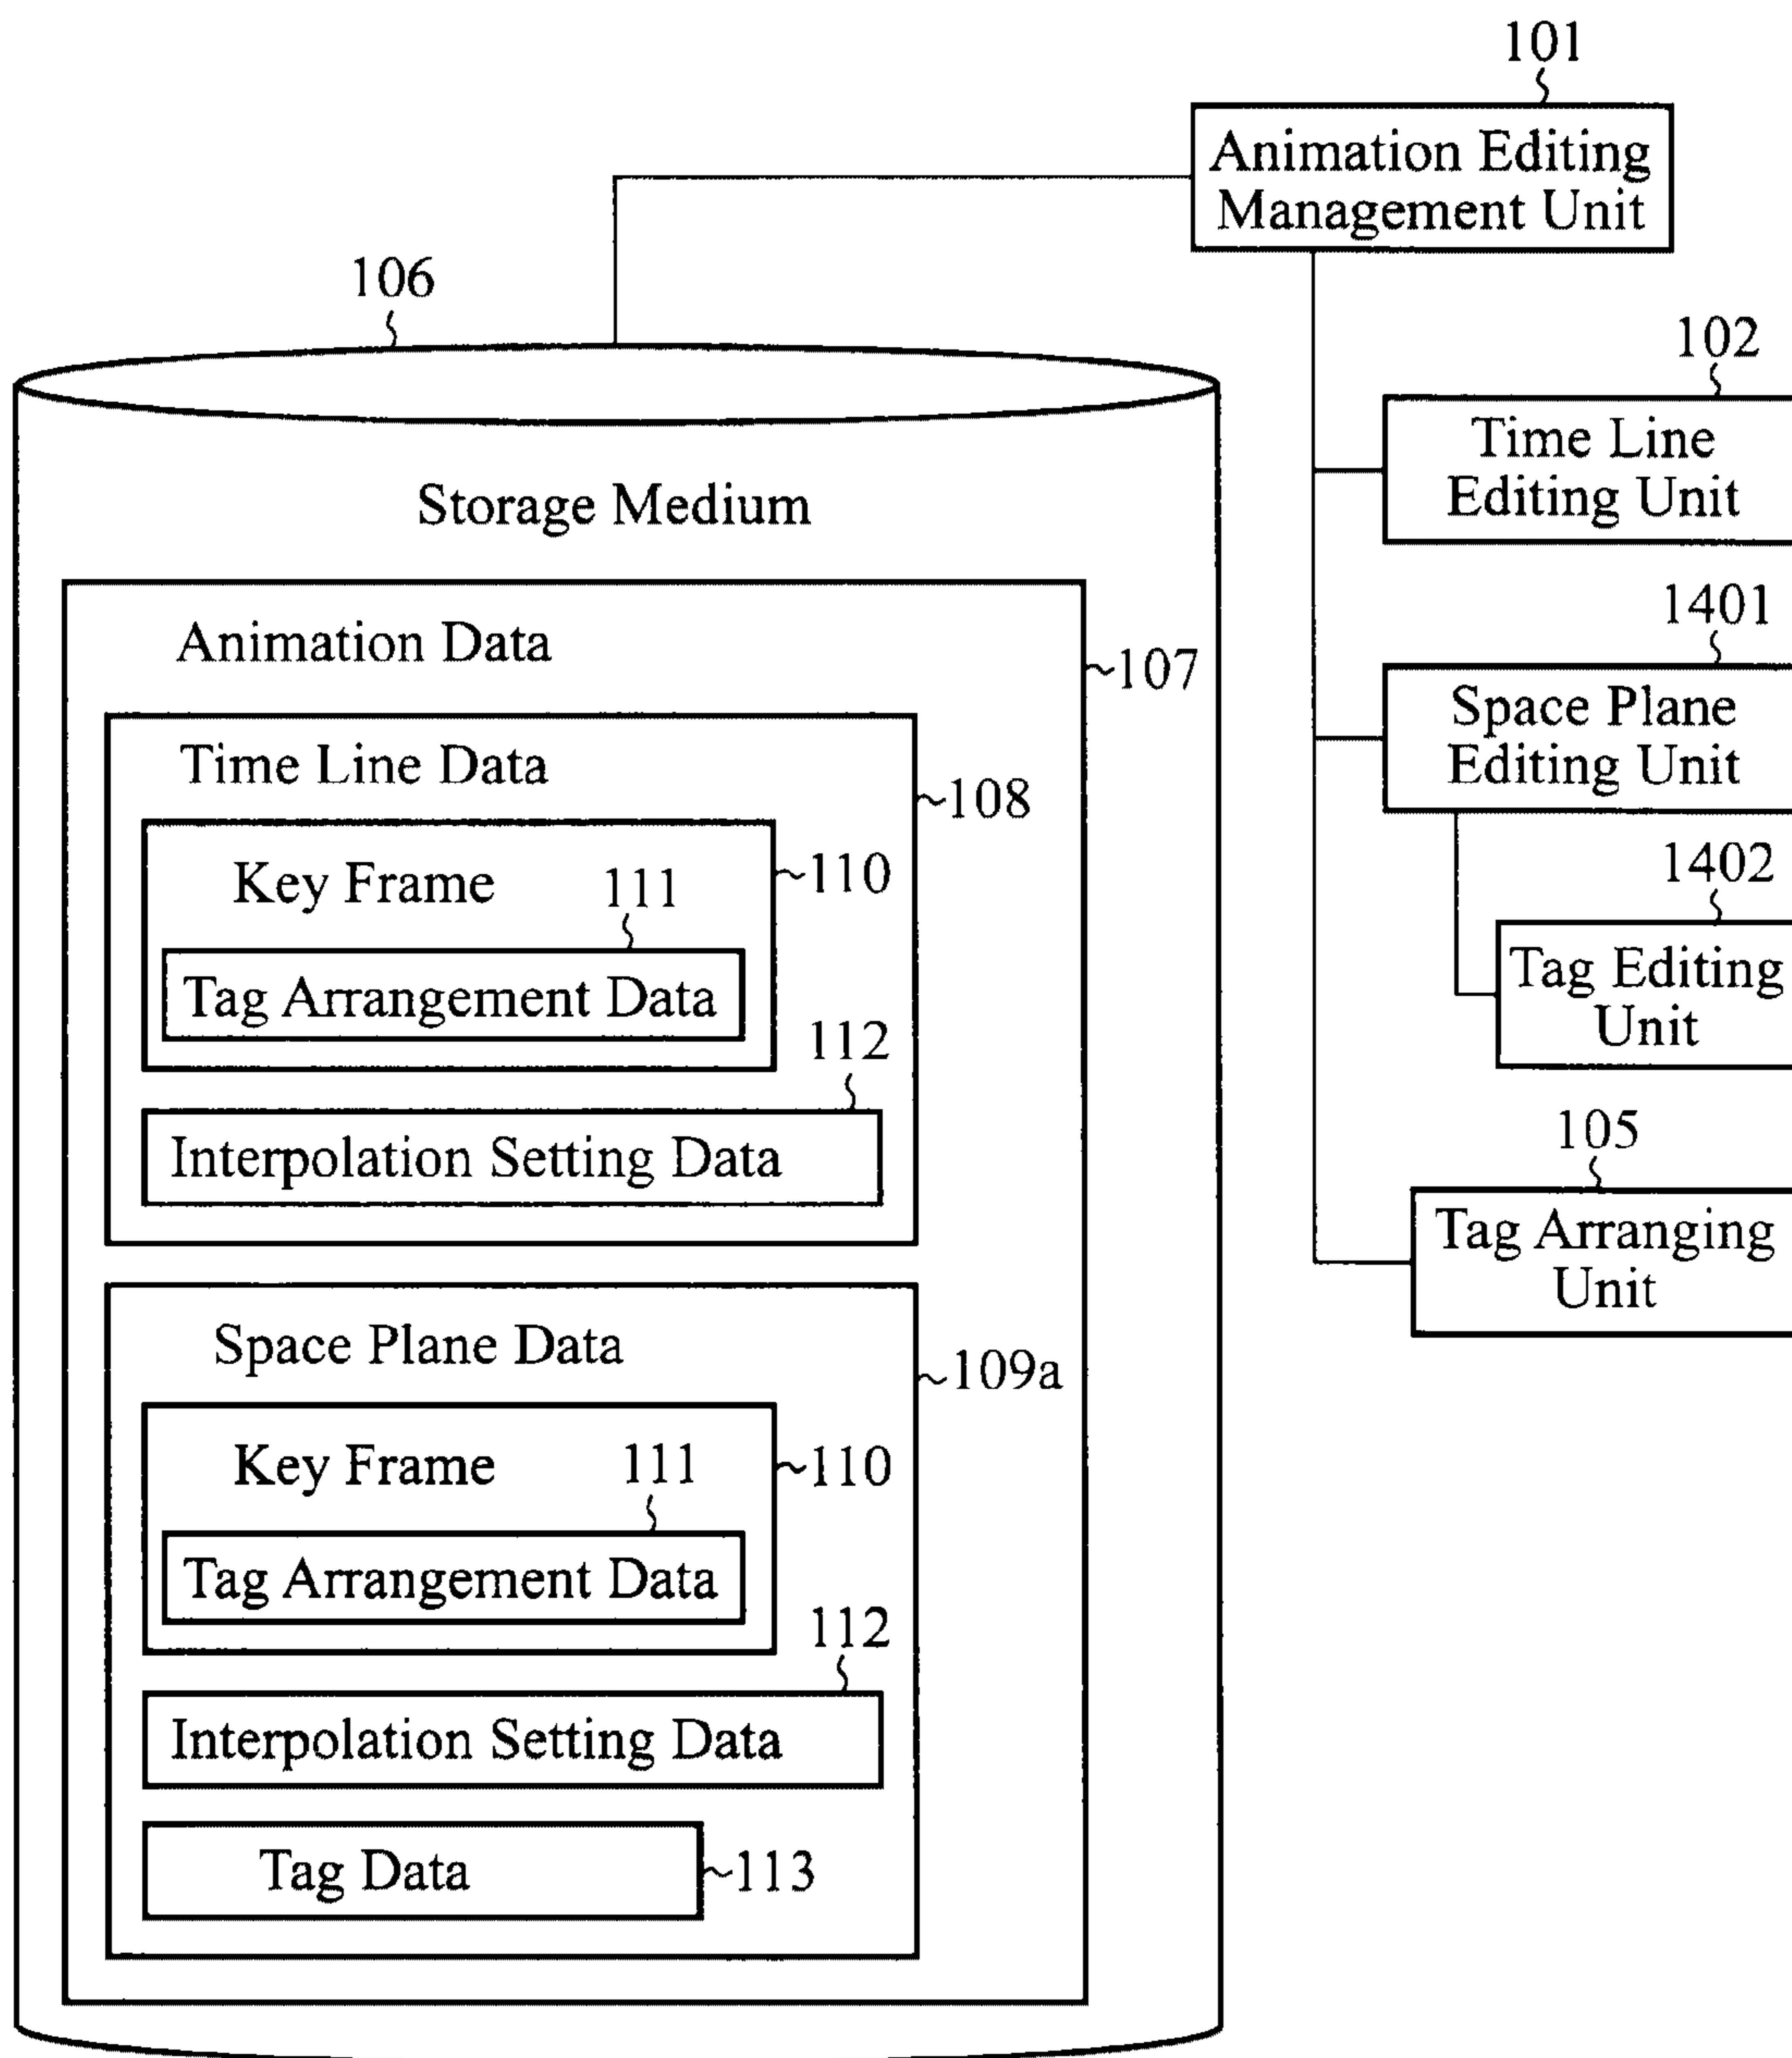 101
Animation Editing
Management Unit
106
102
Time Line
Editing Unit
Storage Medium
1401
Space Plane
Editing Unit
Animation Data
107
Time Line Data
108
1402
Tag Editing
Unit
Key Frame
111
110
Tag Arrangement Data
112
Interpolation Setting Data
105
Tag Arranging
Unit
Space Plane Data
109a
Key Frame
111
110
Tag Arrangement Data
112
Interpolation Setting Data
Tag Data
113